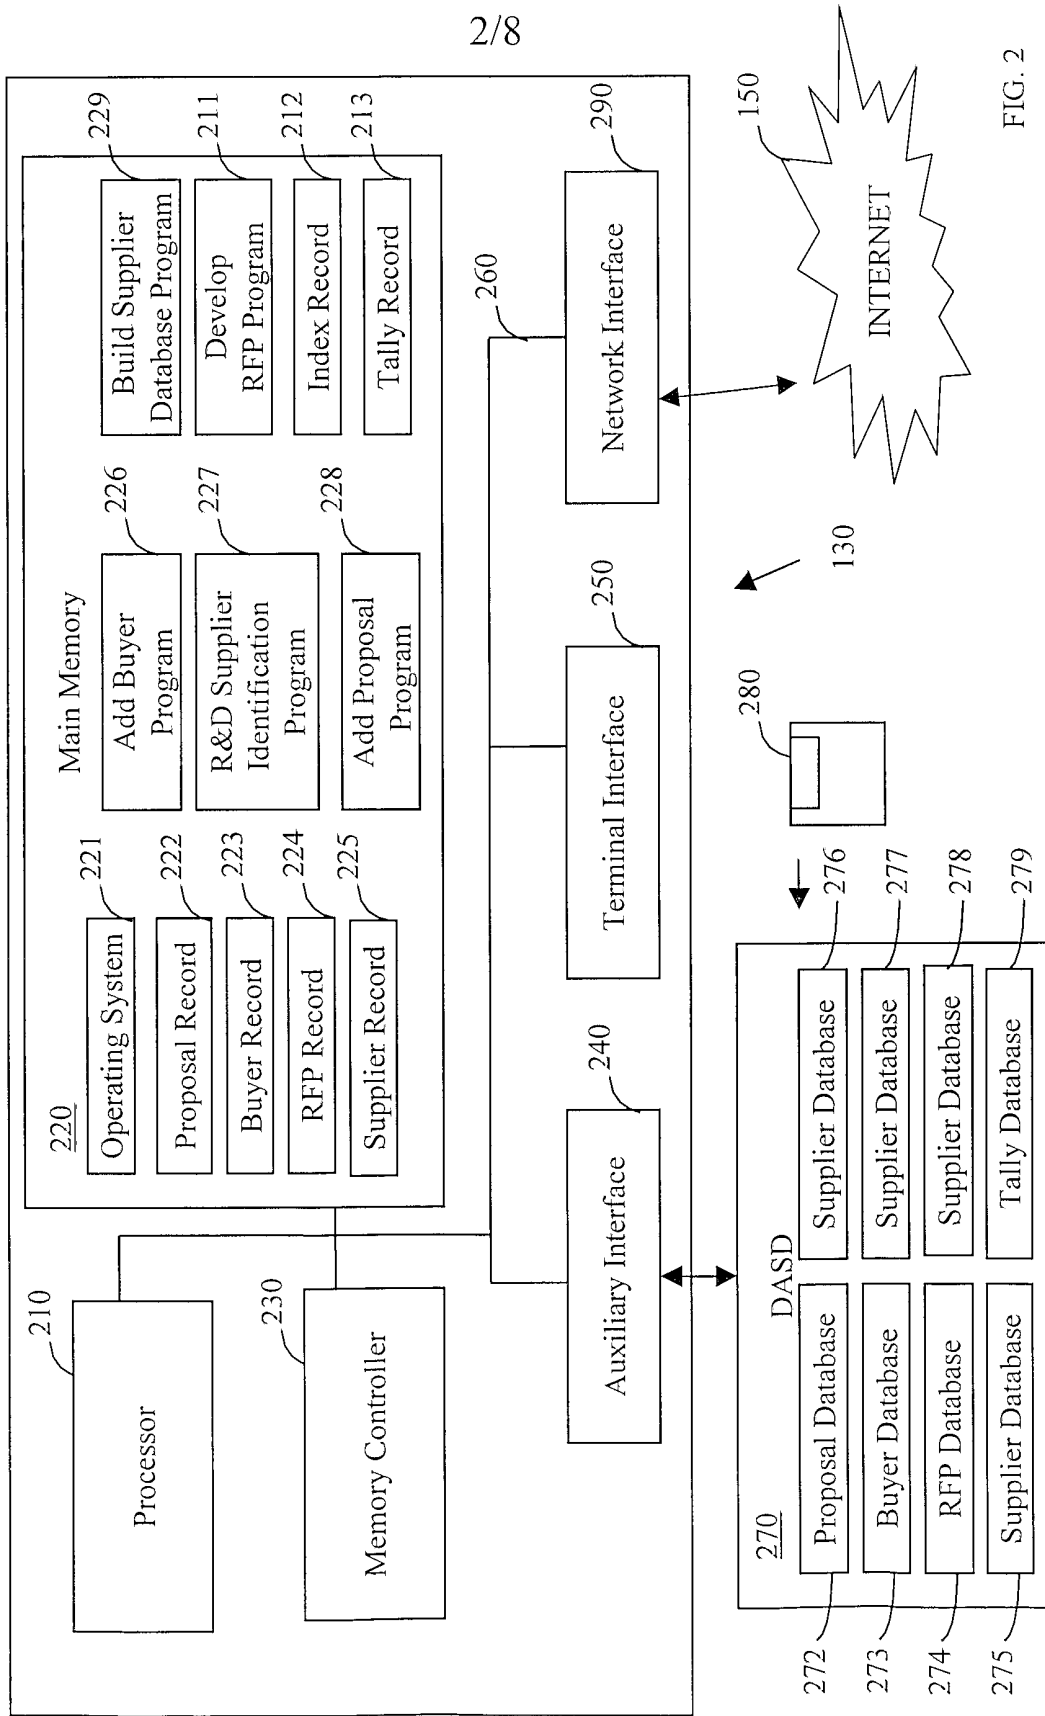 2/8
210
Processor
230
Memory Controller
220
Main Memory
221
Operating System
222
Proposal Record
223
Buyer Record
224
RFP Record
225
Supplier Record
226
Add Buyer
Program
227
R&D Supplier
Identification
Program
228
Add Proposal
Program
229
Build Supplier
Database Program
211
Develop
RFP Program
212
Index Record
213
Tally Record
260
240
Auxiliary Interface
250
Terminal Interface
290
Network Interface
270
DASD
272
Proposal Database
273
Buyer Database
274
RFP Database
275
Supplier Database
276
Supplier Database
277
Supplier Database
278
Supplier Database
279
Tally Database
280
130
150
INTERNET
FIG. 2